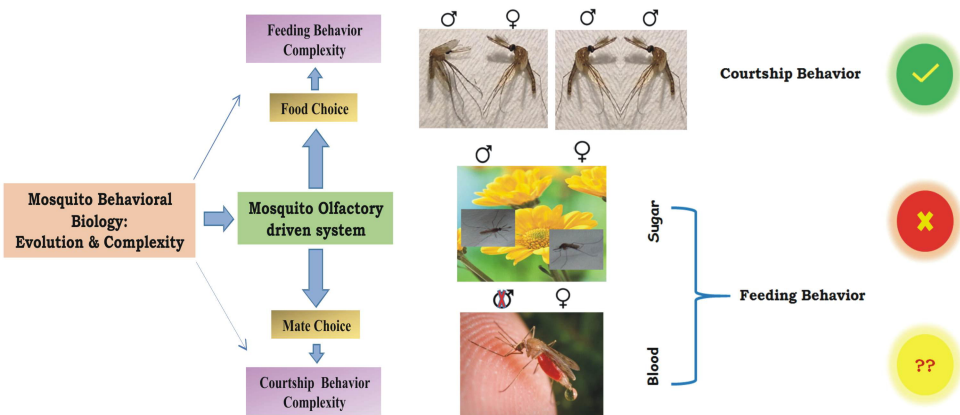 Feeding Behavior
Complexity
Food Choice
Mosquito Behavioral
Biology:
Evolution & Complexity
Mosquito Olfactory
driven system
Mate Choice
Courtship Behavior
Complexity
♂ ♀ ♂ ♂
Courtship Behavior
♂ ♀
Sugar
Feeding Behavior
♂ ♀
Blood
??